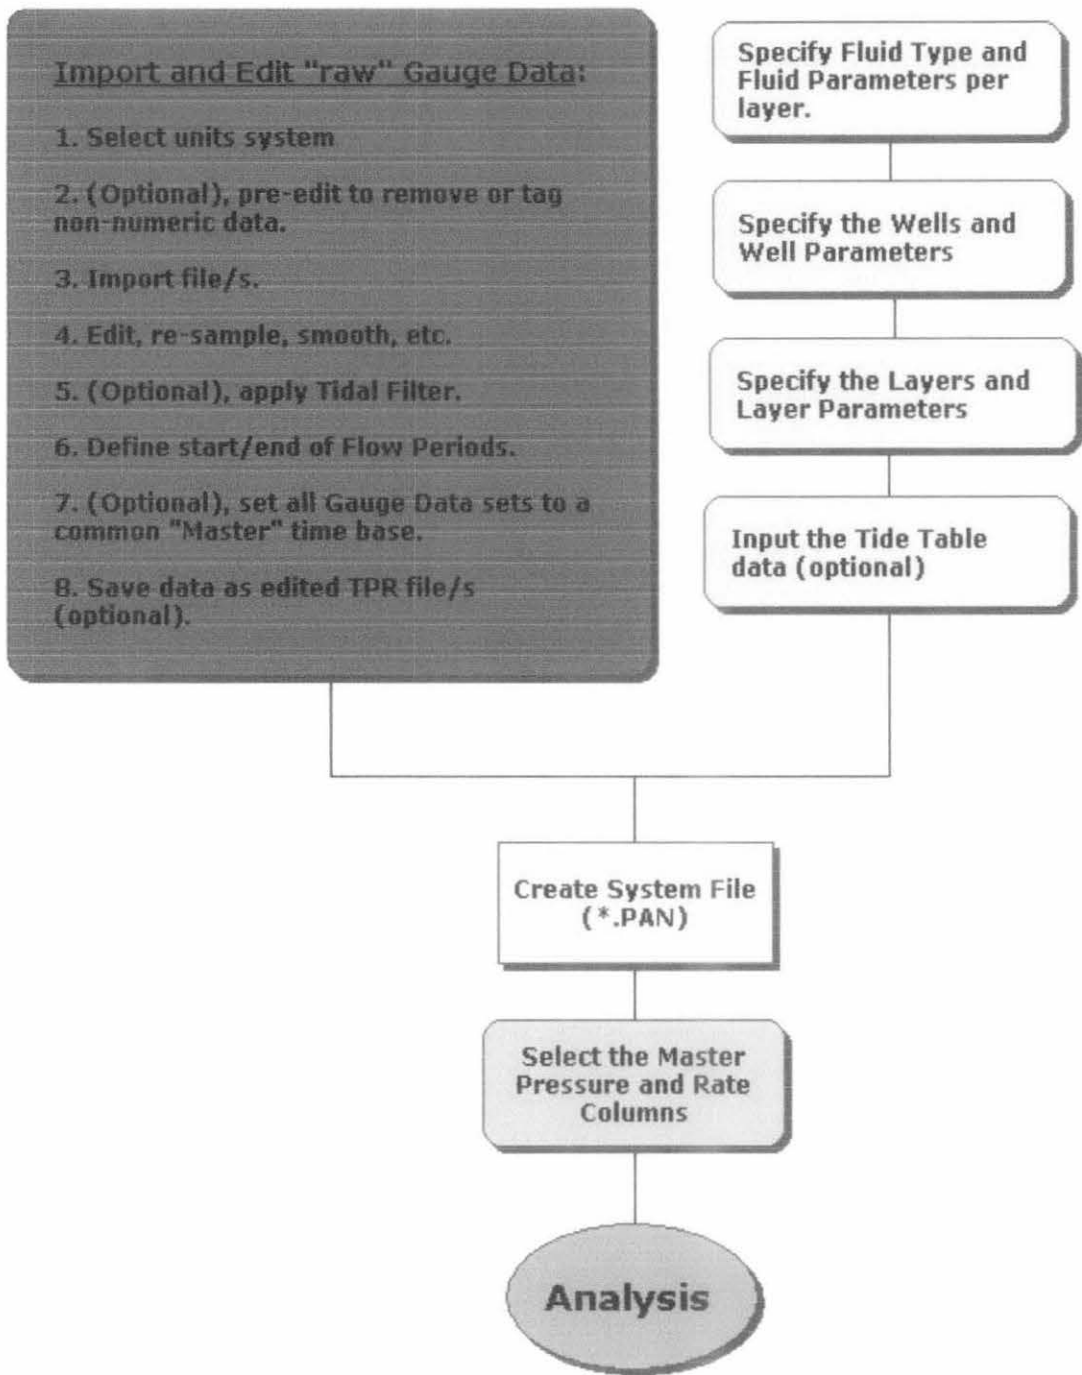 Import and Edit "raw" Gauge Data:
1. Select units system
2. (Optional), pre-edit to remove or tag
non-numeric data.
3. Import file/s.
4. Edit, re-sample, smooth, etc.
5. (Optional), apply Tidal Filter.
6. Define start/end of Flow Periods.
7. (Optional), set all Gauge Data sets to a
common "Master" time base.
8. Save data as edited TPR file/s
(optional).
Specify Fluid Type and
Fluid Parameters per
layer.
Specify the Wells and
Well Parameters
Specify the Layers and
Layer Parameters
Input the Tide Table
data (optional)
Create System File
(*.PAN)
Select the Master
Pressure and Rate
Columns
Analysis